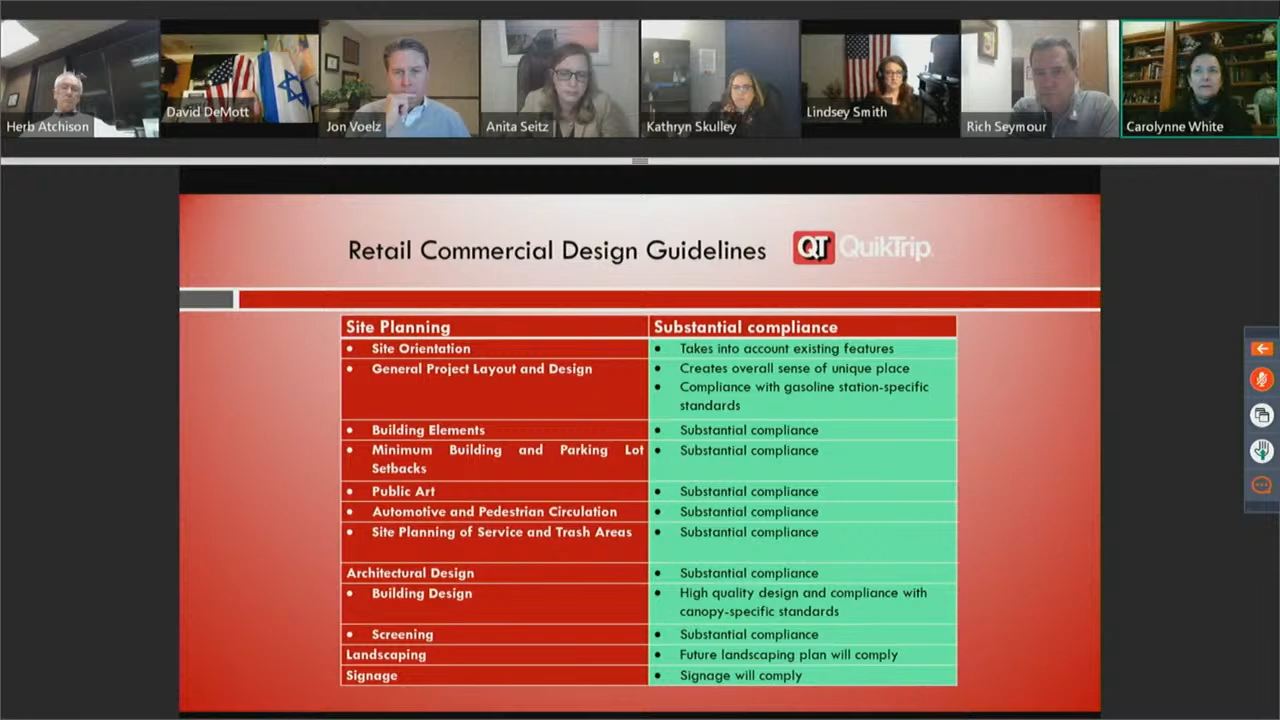 Herb Atchison
David DeMott
Jon Voelz
Anita Seitz
Kathryn Skulley
Lindsey Smith
Rich Seymour
Carolynne White
Retail Commercial Design Guidelines
QT QuikTrip
Site Planning
Substantial compliance
• Site Orientation
• Takes into account existing features
• General Project Layout and Design
• Creates overall sense of unique place
• Compliance with gasoline station-specific
standards
• Building Elements
• Substantial compliance
• Minimum Building and Parking Lot
Setbacks
• Substantial compliance
• Public Art
• Substantial compliance
• Automotive and Pedestrian Circulation
• Substantial compliance
• Site Planning of Service and Trash Areas
• Substantial compliance
Architectural Design
• Substantial compliance
• Building Design
• High quality design and compliance with
canopy-specific standards
• Screening
• Substantial compliance
Landscaping
• Future landscaping plan will comply
Signage
• Signage will comply